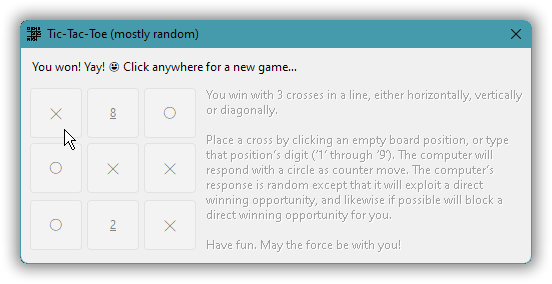 Tic-Tac-Toe (mostly random)
You won! Yay! 😀 Click anywhere for a new game...
× 8 ○
○ × ×
○ 2 ×
You win with 3 crosses in a line, either horizontally, vertically
or diagonally.
Place a cross by clicking an empty board position, or type
that position's digit (‘1’ through ‘9’). The computer will
respond with a circle as counter move. The computer's
response is random except that it will exploit a direct
winning opportunity, and likewise if possible will block a
direct winning opportunity for you.
Have fun. May the force be with you!